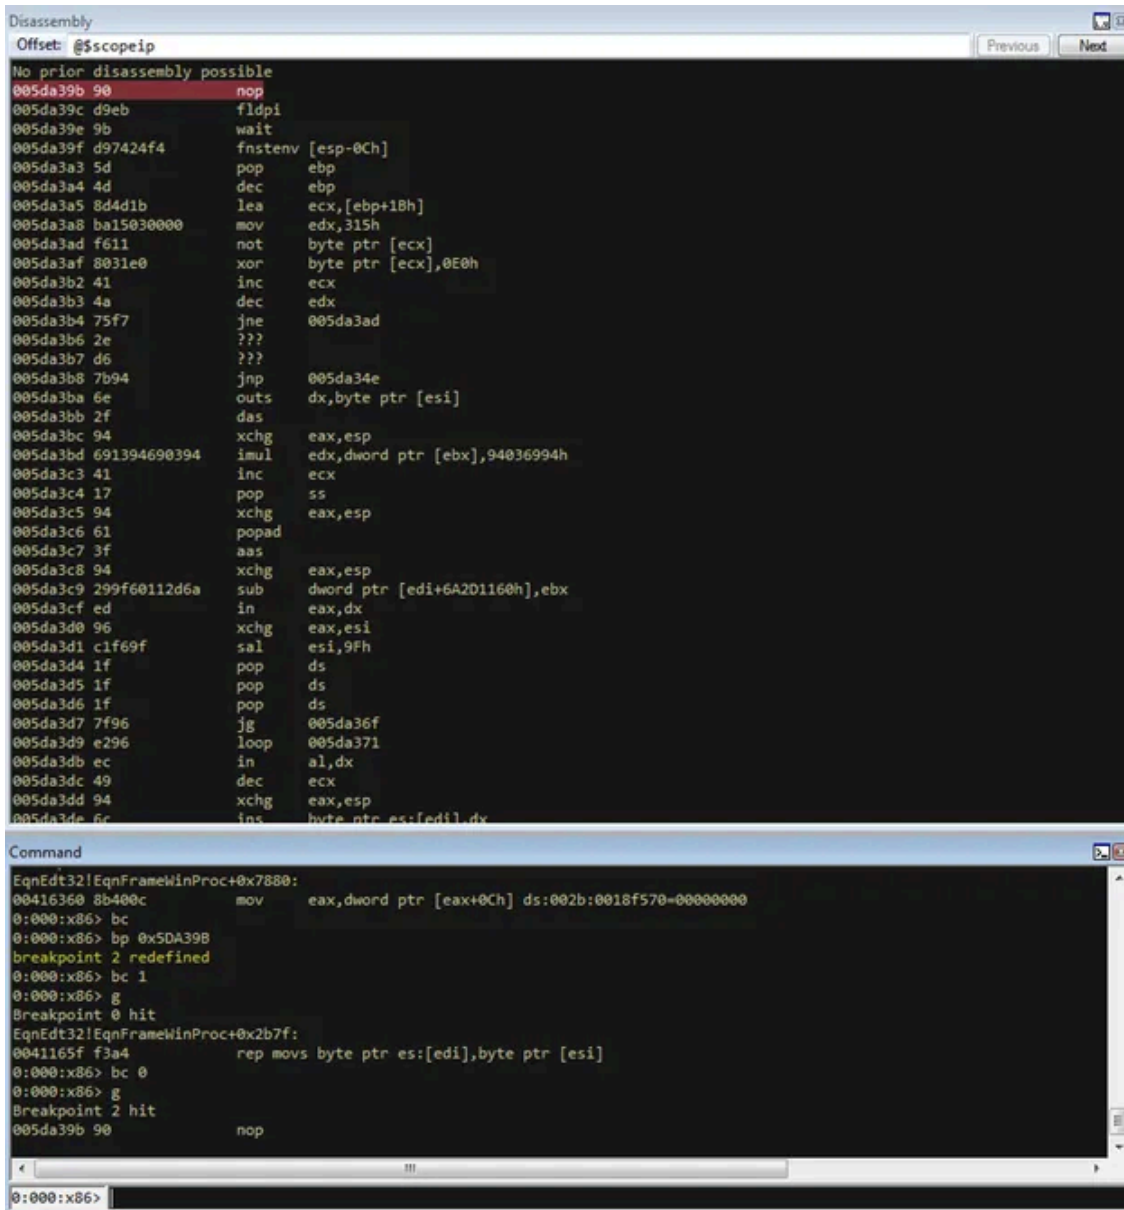 Disassembly
Offset: @$scopeip Previous Next
No prior disassembly possible
005da39b 90 nop
005da39c d9eb fldpi
005da39e 9b wait
005da39f d97424f4 fnstenv [esp-0Ch]
005da3a3 5d pop ebp
005da3a4 4d dec ebp
005da3a5 8d4d1b lea ecx,[ebp+1Bh]
005da3a8 ba15030000 mov edx,315h
005da3ad f611 not byte ptr [ecx]
005da3af 8031e0 xor byte ptr [ecx],0E0h
005da3b2 41 inc ecx
005da3b3 4a dec edx
005da3b4 75f7 jne 005da3ad
005da3b6 2e ???
005da3b7 d6 ???
005da3b8 7b94 jnp 005da34e
005da3ba 6e outs dx,byte ptr [esi]
005da3bb 2f das
005da3bc 94 xchg eax,esp
005da3bd 691394690394 imul edx,dword ptr [ebx],94036994h
005da3c3 41 inc ecx
005da3c4 17 pop ss
005da3c5 94 xchg eax,esp
005da3c6 61 popad
005da3c7 3f aas
005da3c8 94 xchg eax,esp
005da3c9 299f60112d6a sub dword ptr [edi+6A2D1160h],ebx
005da3cf ed in eax,dx
005da3d0 96 xchg eax,esi
005da3d1 c1f69f sal esi,9Fh
005da3d4 1f pop ds
005da3d5 1f pop ds
005da3d6 1f pop ds
005da3d7 7f96 jg 005da36f
005da3d9 e296 loop 005da371
005da3db ec in al,dx
005da3dc 49 dec ecx
005da3dd 94 xchg eax,esp
005da3de 6c ins byte ptr es:[edi],dx
Command
EqnEdt32!EqnFrameWinProc+0x7880:
00416360 8b400c mov eax,dword ptr [eax+0Ch] ds:002b:0018f570=00000000
0:000:x86> bc
0:000:x86> bp 0x5DA39B
breakpoint 2 redefined
0:000:x86> bc 1
0:000:x86> g
Breakpoint 0 hit
EqnEdt32!EqnFrameWinProc+0x2b7f:
0041165f f3a4 rep movs byte ptr es:[edi],byte ptr [esi]
0:000:x86> bc 0
0:000:x86> g
Breakpoint 2 hit
005da39b 90 nop
0:000:x86>